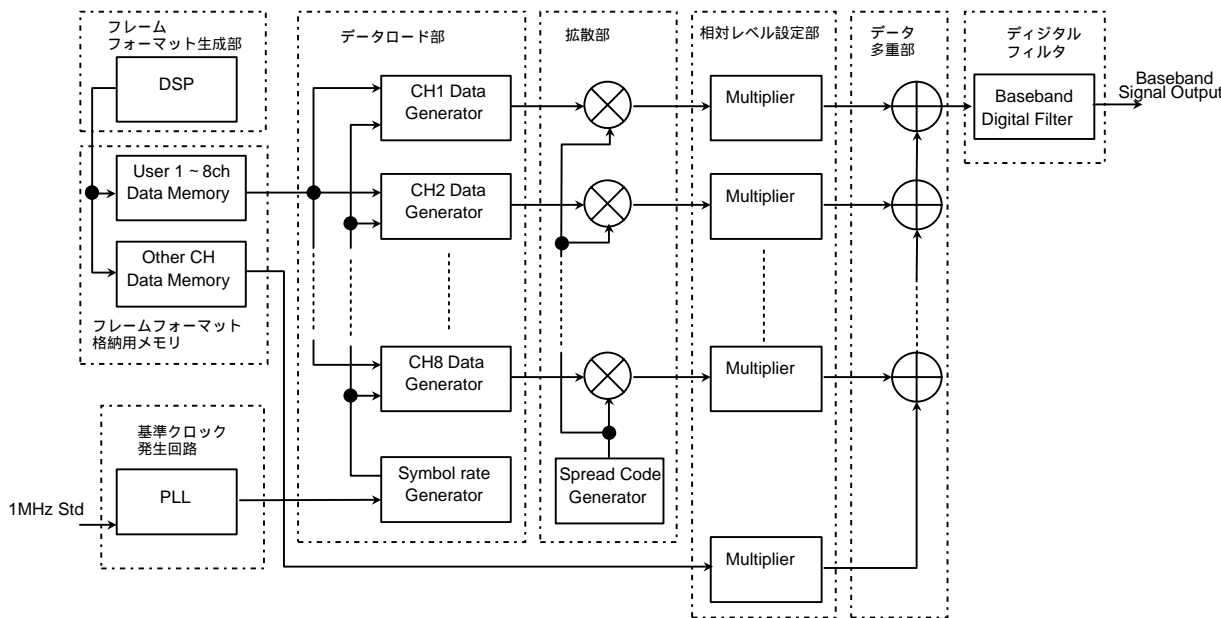 フレーム
フォーマット生成部
DSP
User 1 ~ 8ch
Data Memory
Other CH
Data Memory
フレームフォーマット
格納用メモリ
基準クロック
発生回路
PLL
1MHz Std
データロード部
CH1 Data
Generator
CH2 Data
Generator
CH8 Data
Generator
Symbol rate
Generator
拡散部
Spread Code
Generator
相対レベル設定部
Multiplier
Multiplier
Multiplier
Multiplier
データ
多重部
ディジタル
フィルタ
Baseband
Digital Filter
Baseband
Signal Output